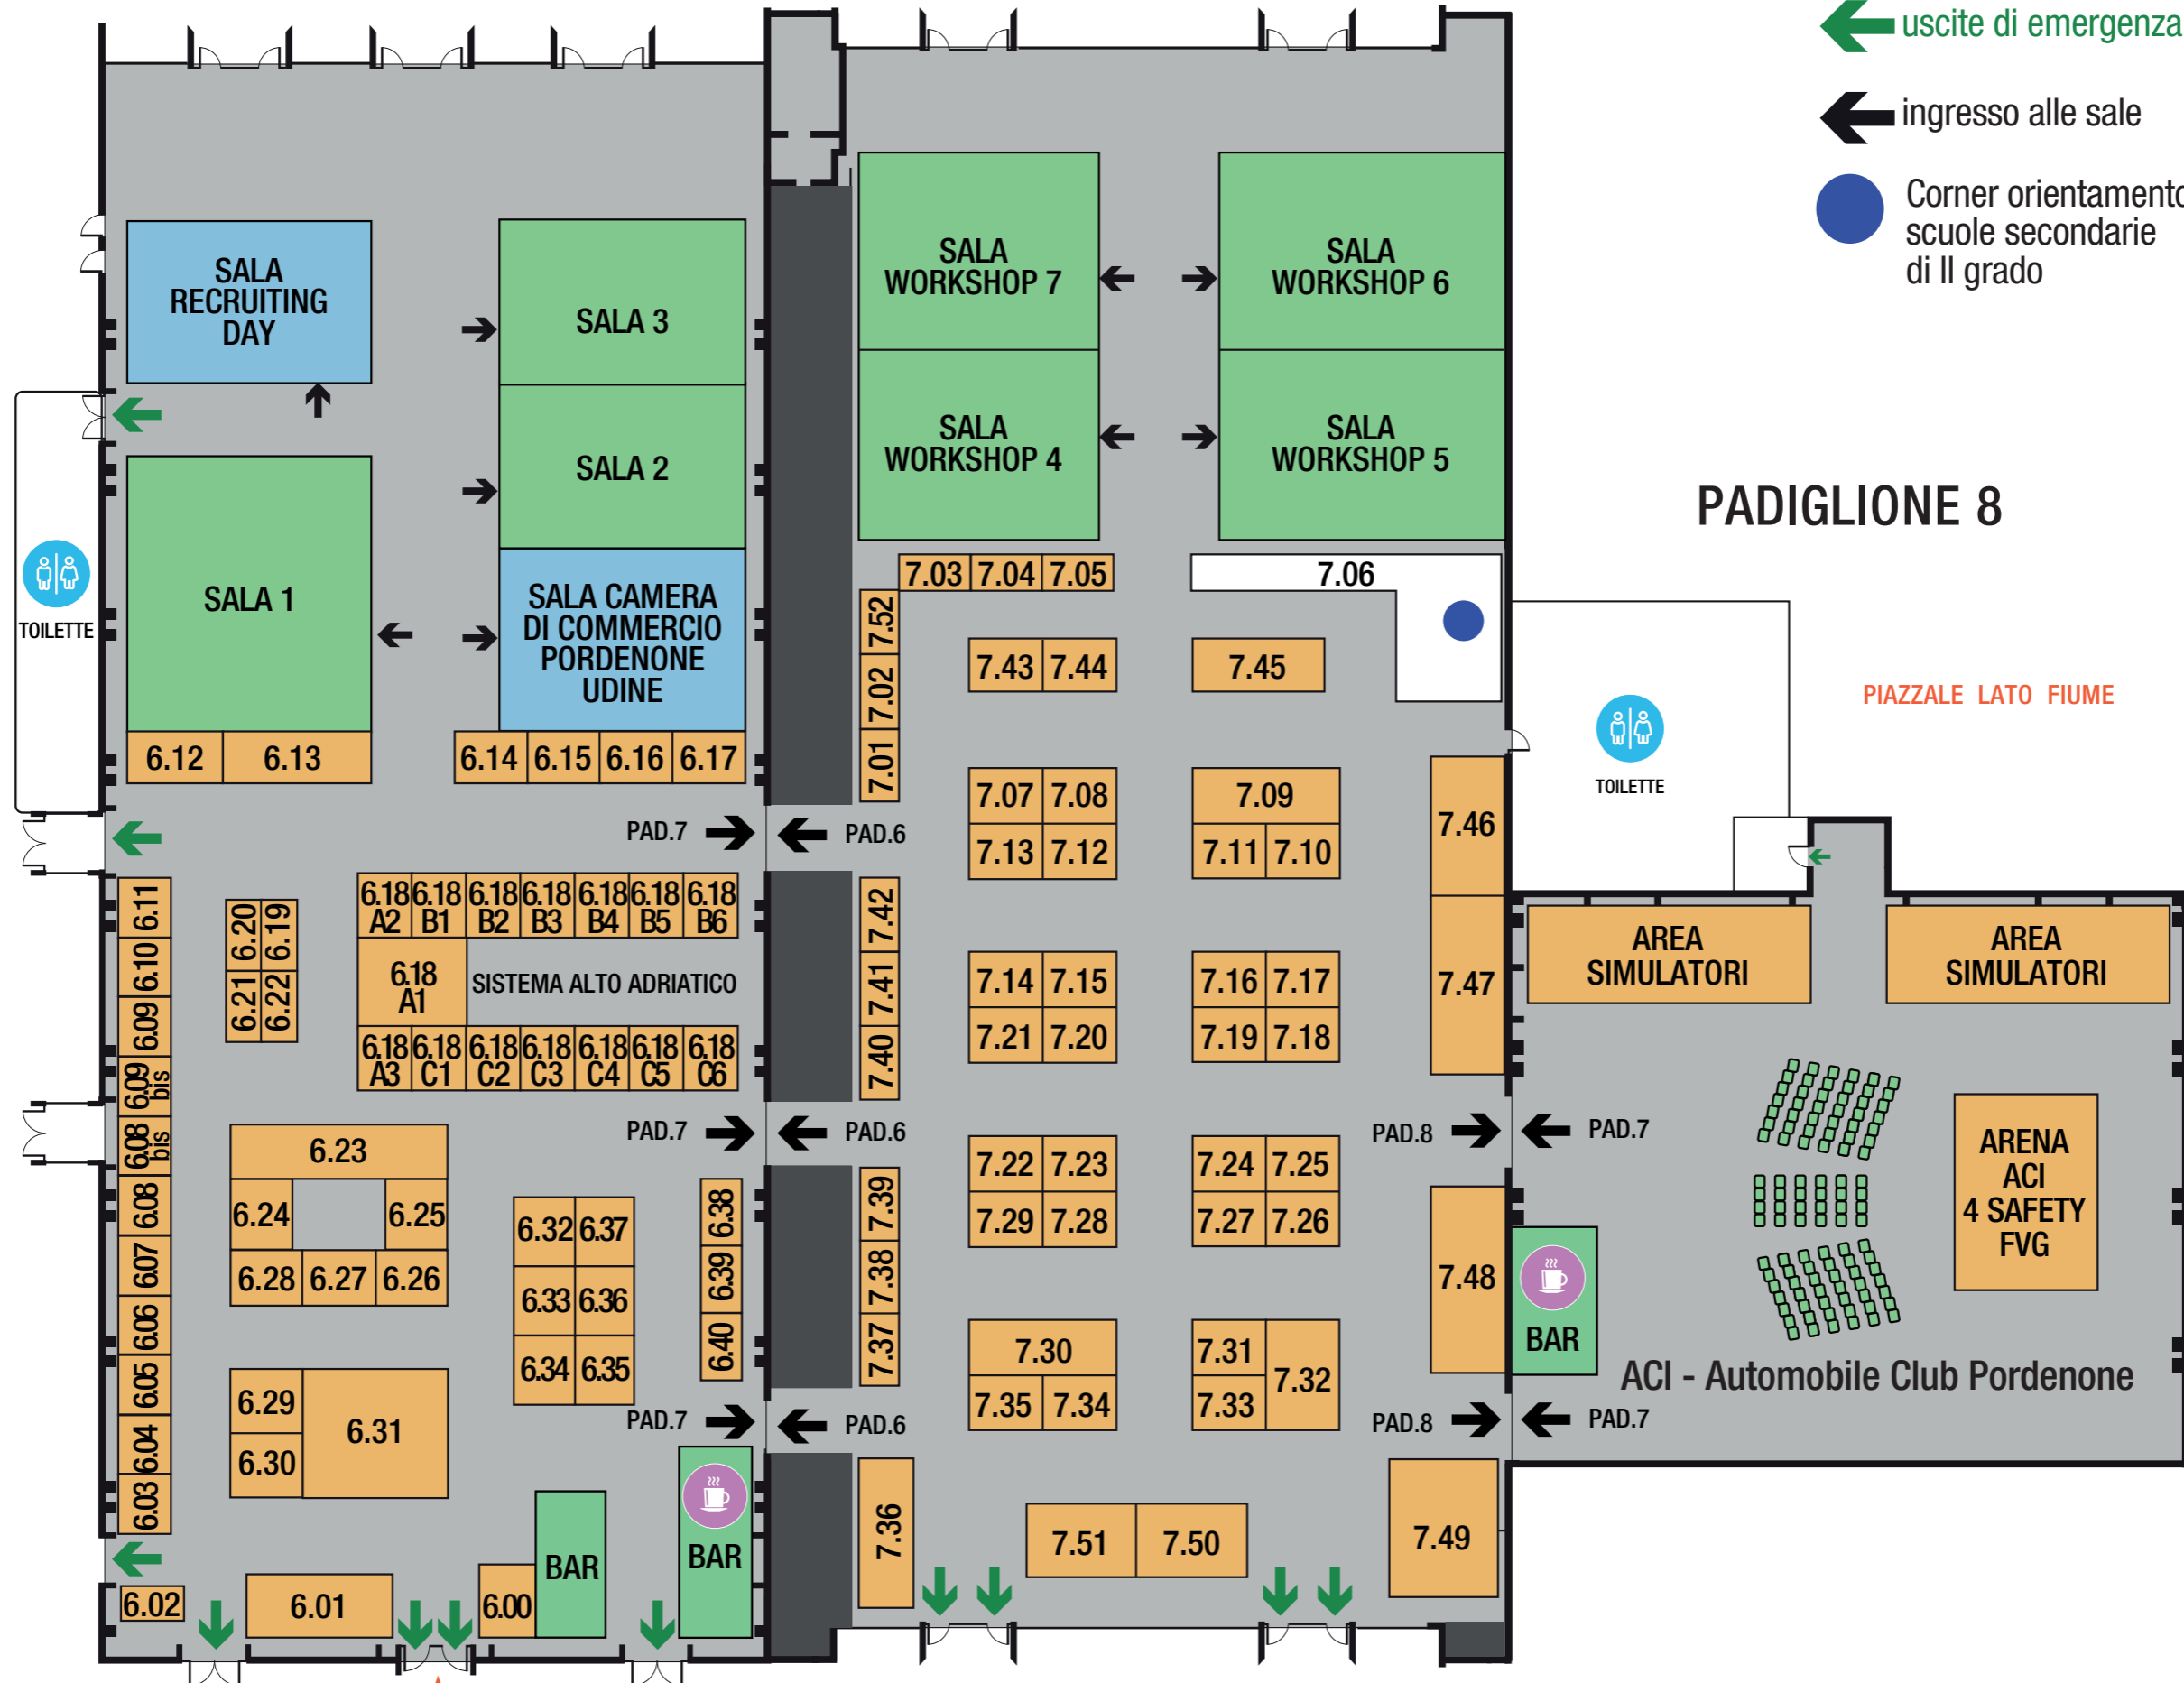 uscite di emergenza
ingresso alle sale
Corner orientamento
scuole secondarie
di II grado
SALA
RECRUITING
DAY
SALA 3
SALA 2
SALA 1
SALA CAMERA
DI COMMERCIO
PORDENONE
UDINE
TOILETTE
6.12
6.13
6.14
6.15
6.16
6.17
PAD.7
PAD.6
6.11
6.10
6.09
6.09
bis
6.08
bis
6.08
6.07
6.06
6.05
6.04
6.03
6.02
6.20
6.19
6.21
6.22
6.18
A2
6.18
B1
6.18
B2
6.18
B3
6.18
B4
6.18
B5
6.18
B6
6.18
A1
SISTEMA ALTO ADRIATICO
6.18
A3
6.18
C1
6.18
C2
6.18
C3
6.18
C4
6.18
C5
6.18
C6
PAD.7
PAD.6
6.23
6.24
6.25
6.28
6.27
6.26
6.32
6.37
6.33
6.36
6.34
6.35
6.38
6.39
6.40
6.29
6.30
6.31
PAD.7
PAD.6
6.01
6.00
BAR
BAR
SALA
WORKSHOP 7
SALA
WORKSHOP 6
SALA
WORKSHOP 4
SALA
WORKSHOP 5
7.03
7.04
7.05
7.06
7.52
7.02
7.01
7.43
7.44
7.45
7.07
7.08
7.13
7.12
7.09
7.11
7.10
7.46
7.47
7.42
7.41
7.40
7.14
7.15
7.21
7.20
7.16
7.17
7.19
7.18
PAD.8
PAD.7
7.39
7.38
7.37
7.22
7.23
7.29
7.28
7.24
7.25
7.27
7.26
7.48
7.30
7.35
7.34
7.31
7.32
7.33
PAD.8
PAD.7
7.36
7.51
7.50
7.49
PADIGLIONE 8
PIAZZALE LATO FIUME
TOILETTE
AREA
SIMULATORI
AREA
SIMULATORI
ARENA
ACI
4 SAFETY
FVG
BAR
ACI - Automobile Club Pordenone